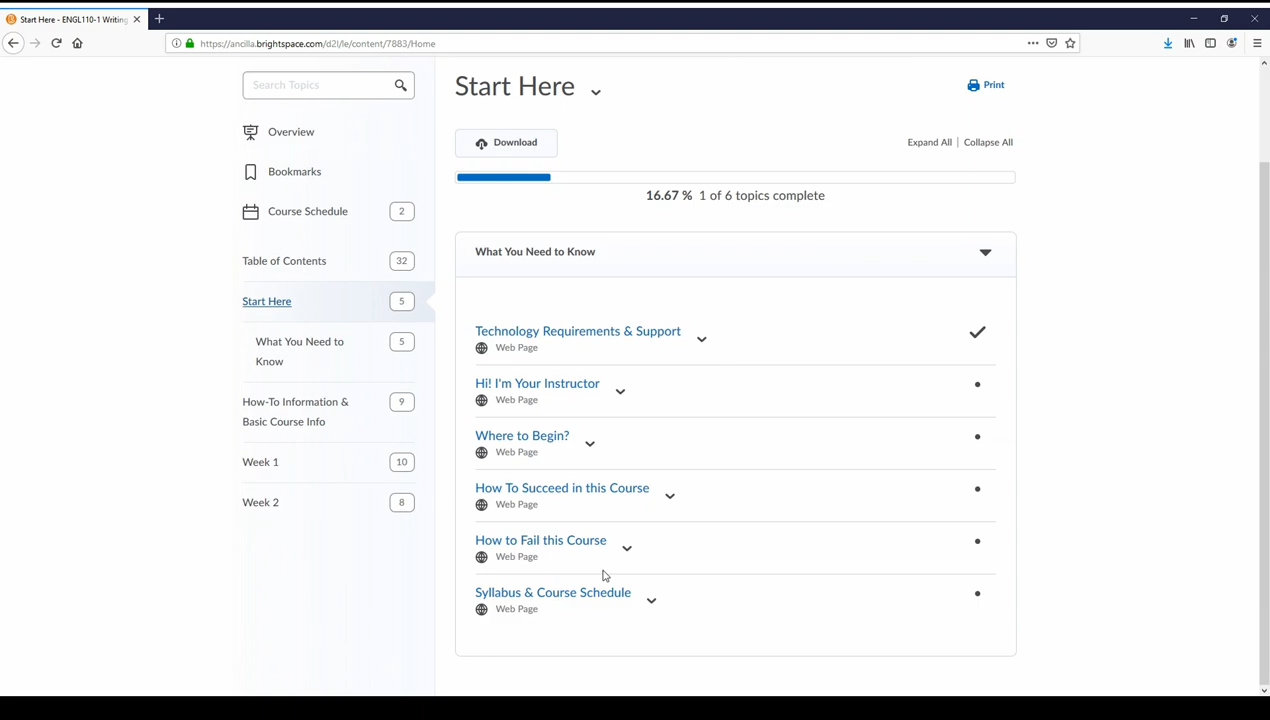 Start Here - ENGL110-1 Writing
https://ancilla.brightspace.com/d2l/le/content/7883/Home
Search Topics
Overview
Bookmarks
Course Schedule 2
Table of Contents 32
Start Here 5
What You Need to 5
Know
How-To Information & 9
Basic Course Info
Week 1 10
Week 2 8
Start Here
Print
Download
Expand All | Collapse All
16.67 % 1 of 6 topics complete
What You Need to Know
Technology Requirements & Support
Web Page
Hi! I'm Your Instructor
Web Page
Where to Begin?
Web Page
How To Succeed in this Course
Web Page
How to Fail this Course
Web Page
Syllabus & Course Schedule
Web Page